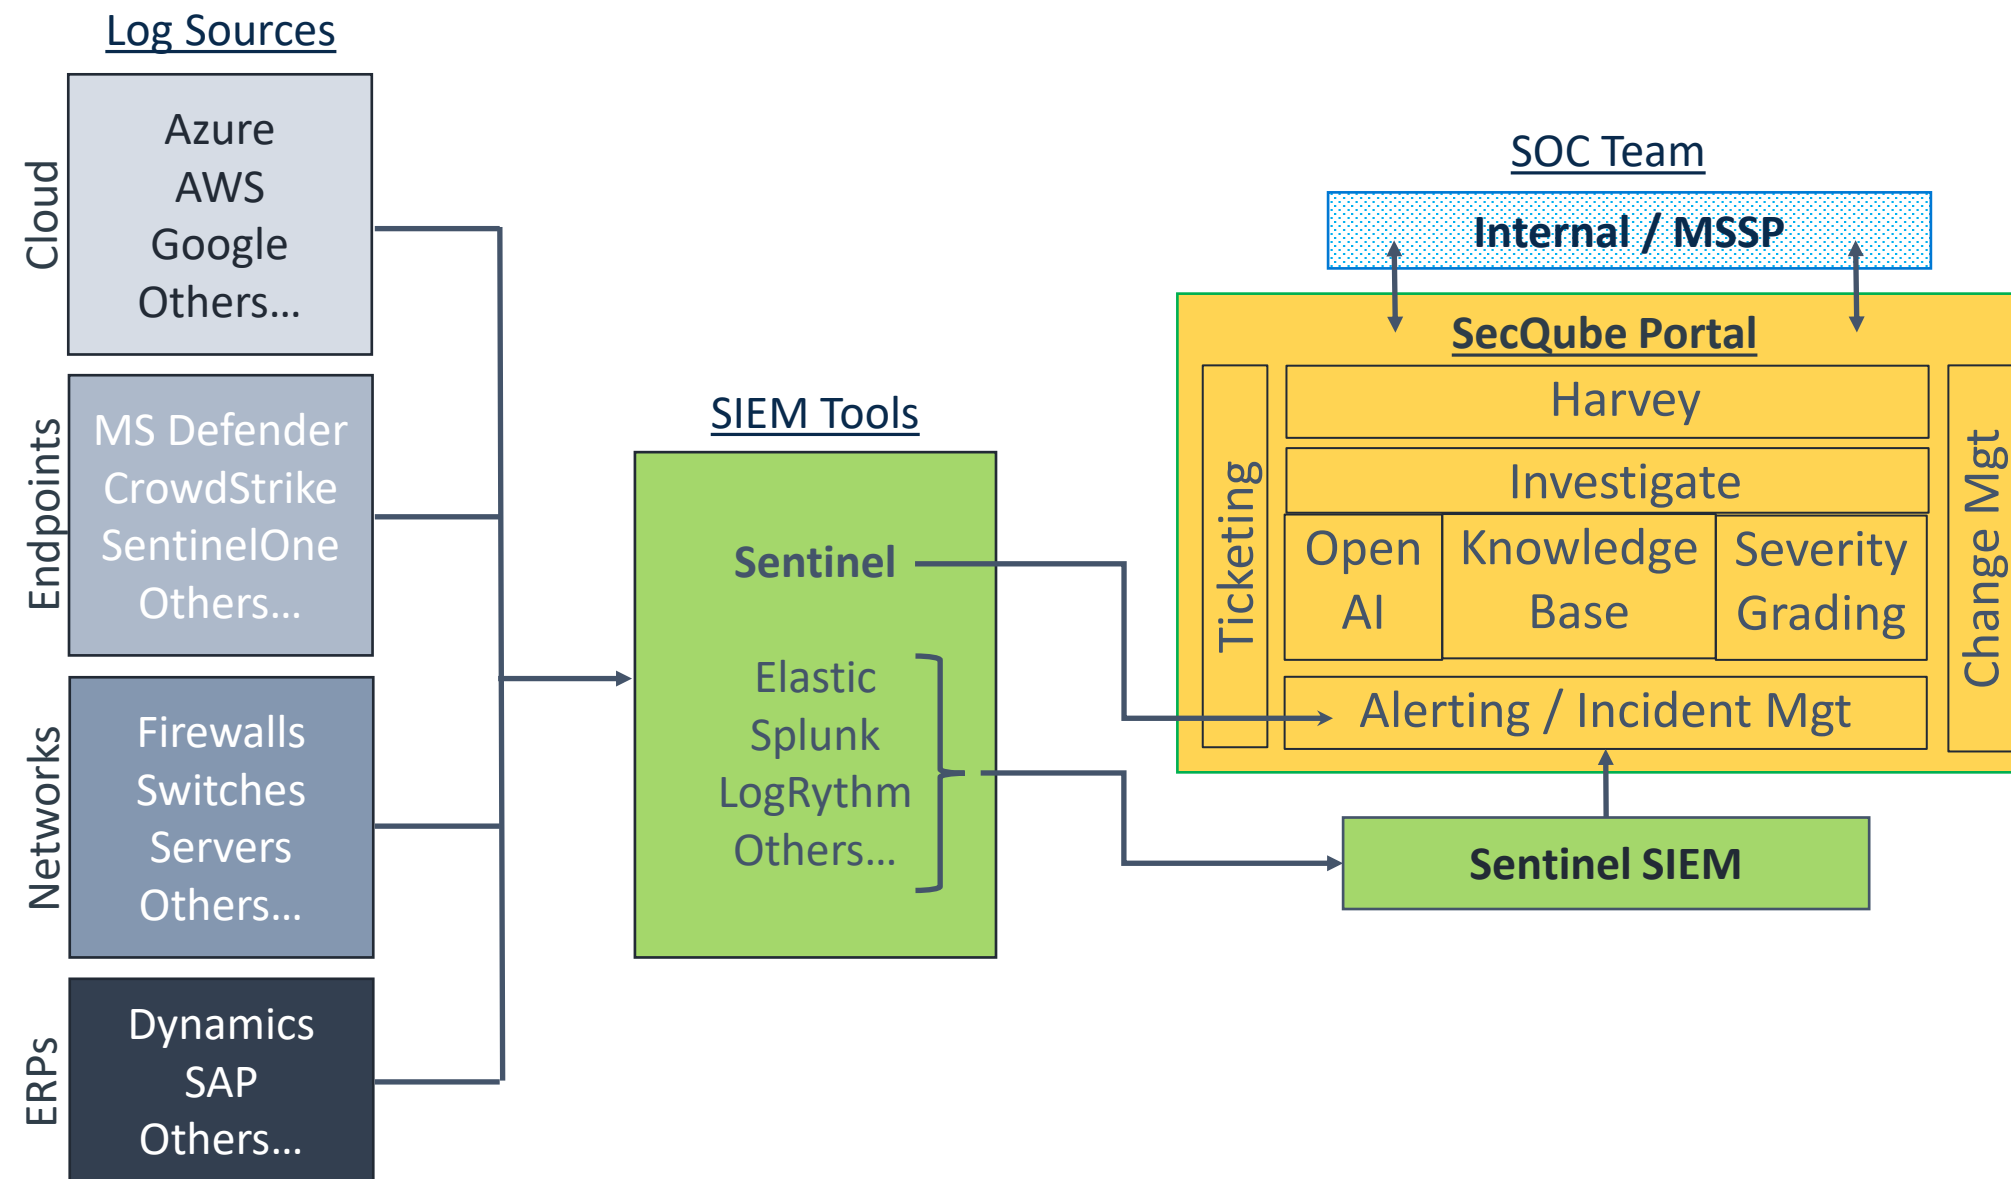 Log Sources
Cloud
Azure
AWS
Google
Others...
Endpoints
MS Defender
CrowdStrike
SentinelOne
Others...
Networks
Firewalls
Switches
Servers
Others...
ERPs
Dynamics
SAP
Others...
SIEM Tools
Sentinel
Elastic
Splunk
LogRythm
Others...
SOC Team
Internal / MSSP
SecQube Portal
Ticketing
Harvey
Investigate
Open
AI
Knowledge
Base
Severity
Grading
Alerting / Incident Mgt
Change Mgt
Sentinel SIEM